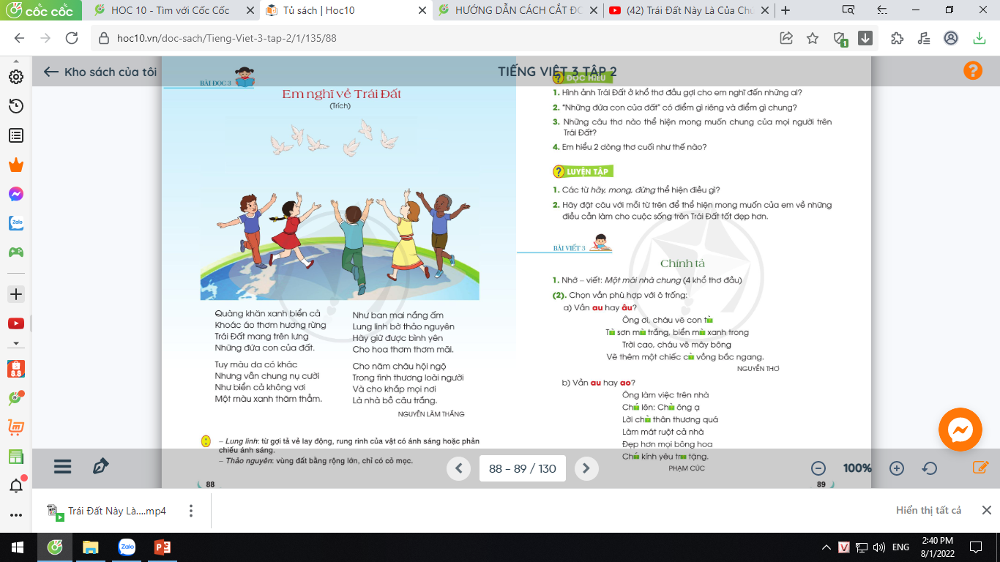 cốc cốc
HOC 10 - Tìm với Cốc Cốc
Tủ sách | Hoc10
HƯỚNG DẪN CÁCH CẮT ĐO
(42) Trái Đất Này Là Của Chú
hoc10.vn/doc-sach/Tieng-Viet-3-tap-2/1/135/88
1
Kho sách của tôi
TIẾNG VIỆT 3 TẬP 2
?
BÀI ĐỌC 3
Em nghĩ về Trái Đất
(Trích)
Quàng khăn xanh biển cả
Khoác áo thơm hương rừng
Trái Đất mang trên lưng
Những đứa con của đất.
Tuy màu da có khác
Nhưng vẫn chung nụ cười
Như biển cả không vơi
Một màu xanh thăm thẳm.
Như ban mai nắng ấm
Lung linh bờ thảo nguyên
Hãy giữ được bình yên
Cho hoa thơm thơm mãi.
Cho năm châu hội ngộ
Trong tình thương loài người
Và cho khắp mọi nơi
Là nhà bồ câu trắng.
NGUYỄN LÃM THẮNG
– Lung linh: từ gợi tả vẻ lay động, rung rinh của vật có ánh sáng hoặc phản
chiếu ánh sáng.
– Thảo nguyên: vùng đất bằng rộng lớn, chỉ có cỏ mọc.
88
? ĐỌC HIỂU
1. Hình ảnh Trái Đất ở khổ thơ đầu gợi cho em nghĩ đến những ai?
2. “Những đứa con của đất” có điểm gì riêng và điểm gì chung?
3. Những câu thơ nào thể hiện mong muốn chung của mọi người trên
Trái Đất?
4. Em hiểu 2 dòng thơ cuối như thế nào?
? LUYỆN TẬP
1. Các từ hãy, mong, đừng thể hiện điều gì?
2. Hãy đặt câu với mỗi từ trên để thể hiện mong muốn của em về những
điều cần làm cho cuộc sống trên Trái Đất tốt đẹp hơn.
BÀI VIẾT 3
Chính tả
1. Nhớ – viết: Một mái nhà chung (4 khổ thơ đầu)
(2). Chọn vần phù hợp với ô trống:
a) Vần au hay âu?
Ông ơi, cháu vẽ con t
T sơn m trắng, biển m xanh trong
Trời cao, cháu vẽ mây bông
Vẽ thêm một chiếc c vồng bắc ngang.
NGUYỄN THƠ
b) Vần au hay ao?
Ông làm việc trên nhà
Ch lên: Ch ông ạ
Lời ch thân thương quá
Làm mát ruột cả nhà
Đẹp hơn mọi bông hoa
Ch kính yêu tr tặng.
PHẠM CÚC
89
88 - 89 / 130
100%
Trái Đất Này Là....mp4
Hiển thị tất cả
Zalo
8.8
ENG
2:40 PM
8/1/2022